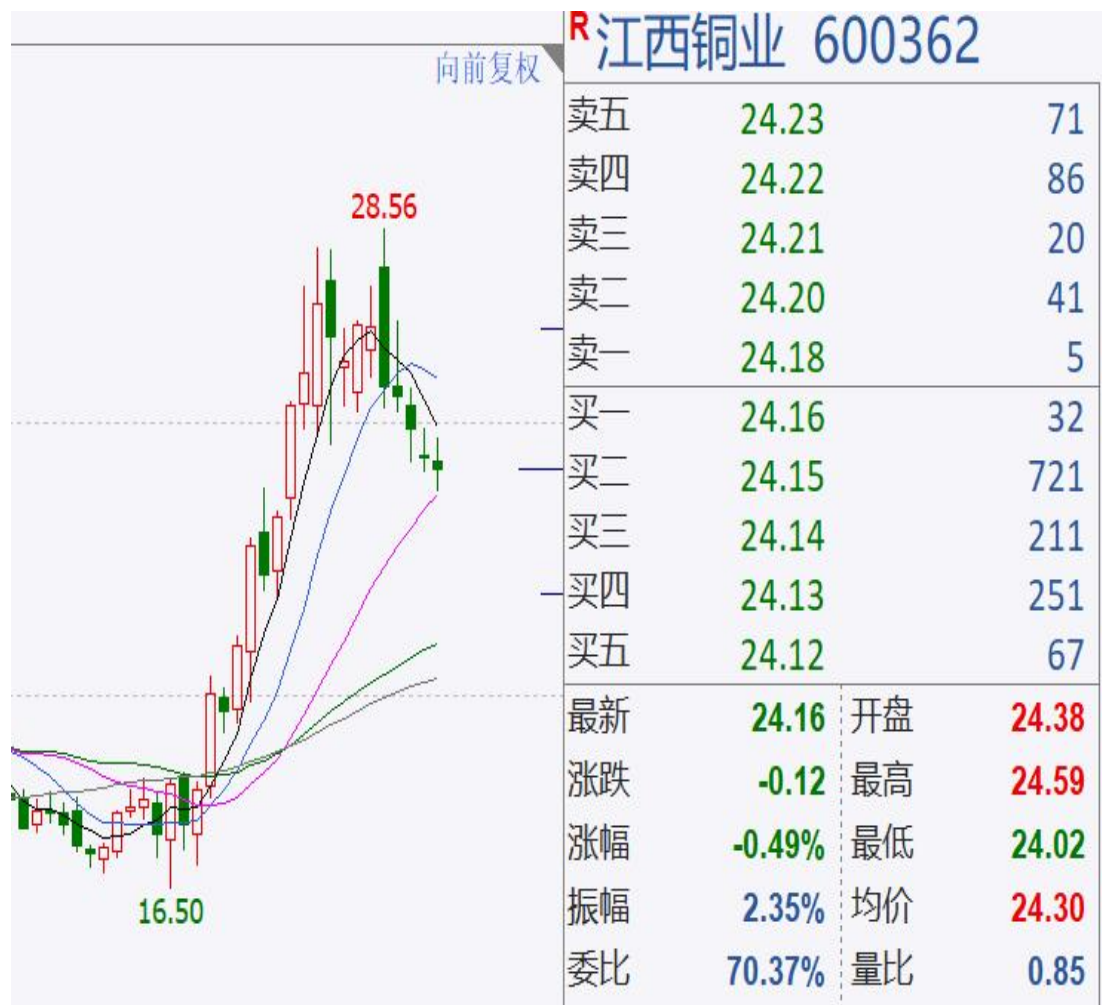 R 江西铜业 600362
向前复权
28.56
16.50
卖五 24.23 71
卖四 24.22 86
卖三 24.21 20
卖二 24.20 41
卖一 24.18 5
买一 24.16 32
买二 24.15 721
买三 24.14 211
买四 24.13 251
买五 24.12 67
最新 24.16 开盘 24.38
涨跌 -0.12 最高 24.59
涨幅 -0.49% 最低 24.02
振幅 2.35% 均价 24.30
委比 70.37% 量比 0.85